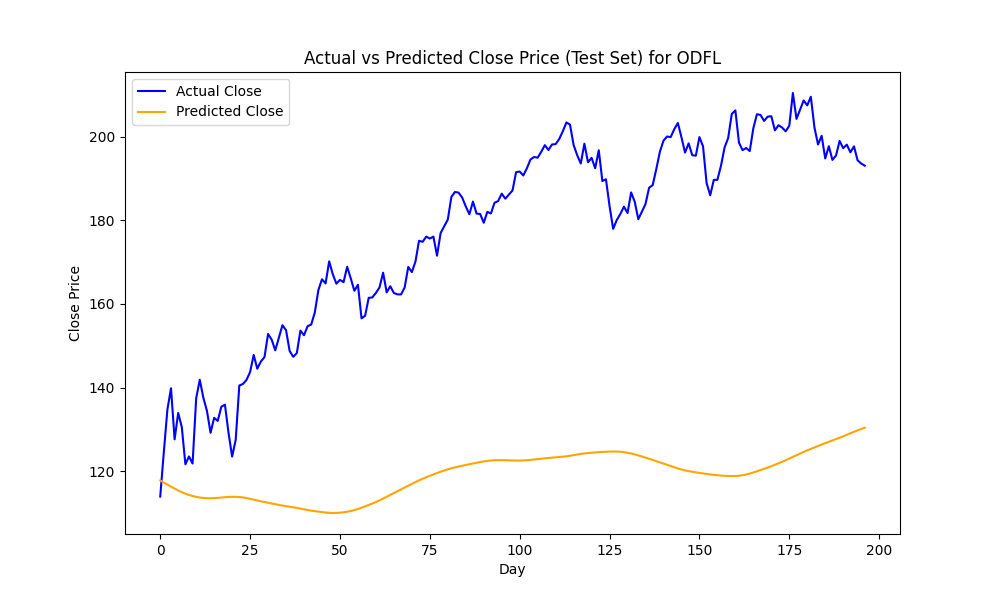 Actual vs Predicted Close Price (Test Set) for ODFL
Actual Close
Predicted Close
Close Price
200
180
160
140
120
0 25 50 75 100 125 150 175 200
Day